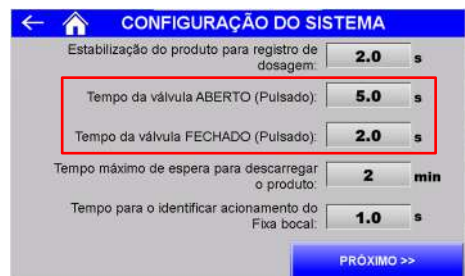 CONFIGURAÇÃO DO SISTEMA
Estabilização do produto para registro de
dosagem: 2.0 s
Tempo da válvula ABERTO (Pulsado): 5.0 s
Tempo da válvula FECHADO (Pulsado): 2.0 s
Tempo máximo de espera para descarregar
o produto: 2 min
Tempo para o identificar acionamento do
Fixa bocal: 1.0 s
PRÓXIMO >>